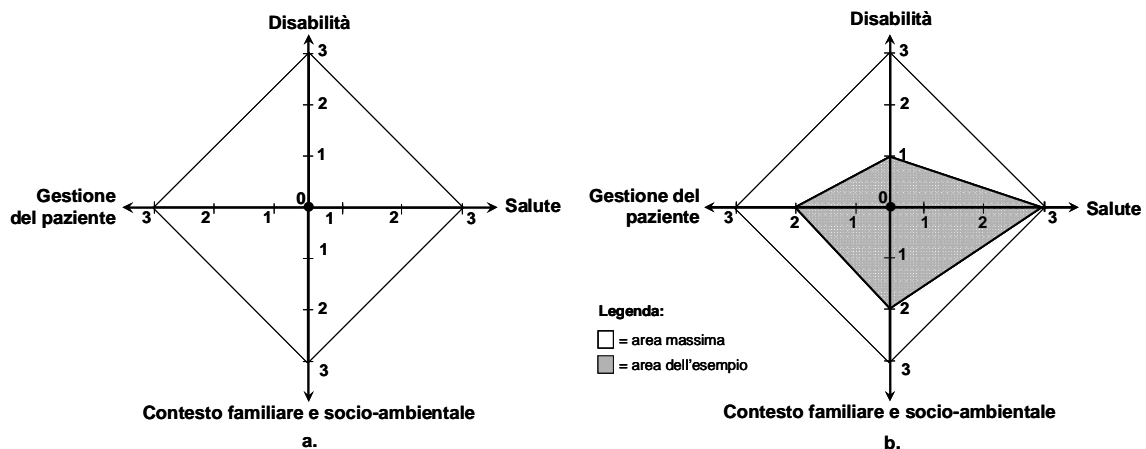 Disabilità
3
2
1
0
Gestione
del paziente
3
2
1
1
2
3
Salute
1
2
3
Contesto familiare e socio-ambientale
a.
Disabilità
3
2
1
0
Gestione del
paziente
3
2
1
1
2
3
Salute
1
2
3
Legenda:
= area massima
= area dell'esempio
Contesto familiare e socio-ambientale
b.